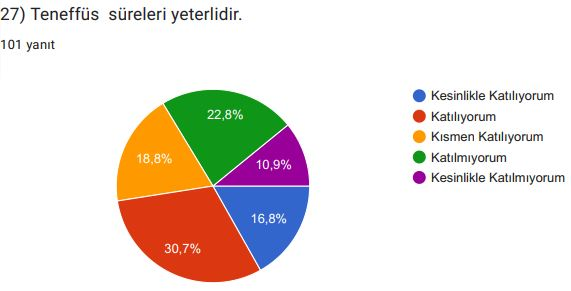 27) Teneffüs süreleri yeterlidir.
101 yanıt
22,8%
18,8%
10,9%
16,8%
30,7%
Kesinlikle Katılıyorum
Katılıyorum
Kısmen Katılıyorum
Katılmıyorum
Kesinlikle Katılmıyorum